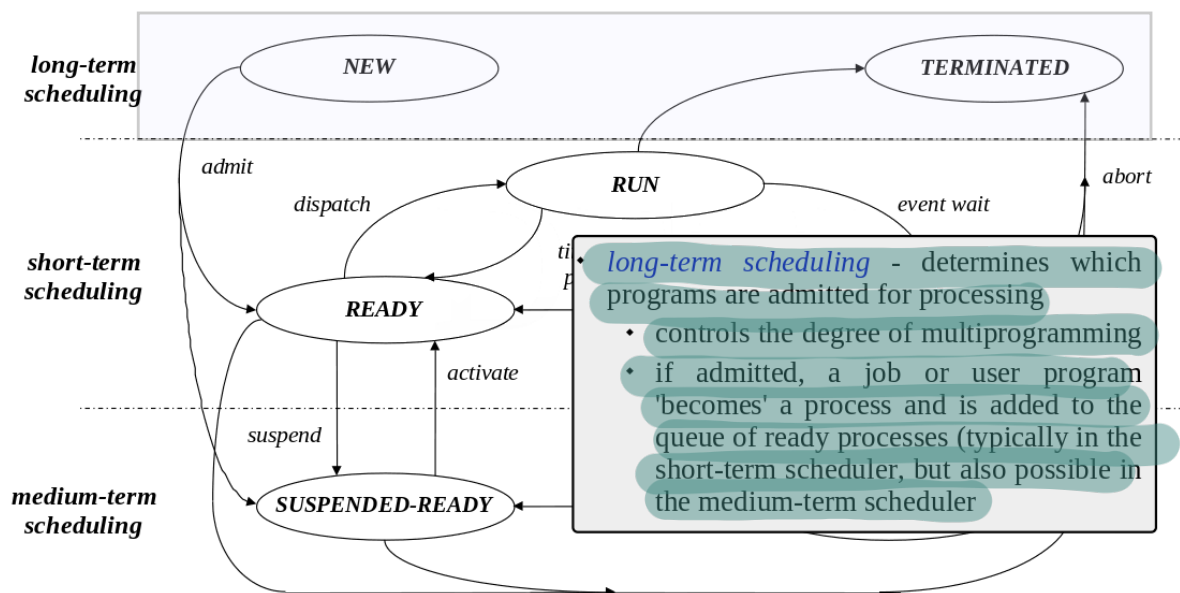 long-term
scheduling
NEW
TERMINATED
admit
dispatch
RUN
event wait
abort
short-term
scheduling
READY
activate
suspend
medium-term
scheduling
SUSPENDED-READY
long-term scheduling - determines which
programs are admitted for processing
controls the degree of multiprogramming
if admitted, a job or user program
'becomes' a process and is added to the
queue of ready processes (typically in the
short-term scheduler, but also possible in
the medium-term scheduler